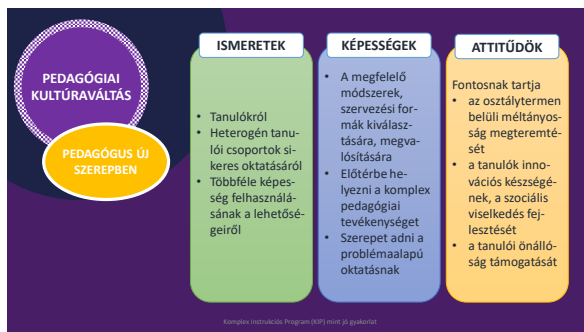 PEDAGÓGIAI
KULTÚRAVÁLTÁS
PEDAGÓGUS ÚJ
SZEREPBEN
ISMERETEK
• Tanulókról
• Heterogén tanu-
lói csoportok si-
keres oktatásáról
• Többféle képes-
ség felhasználá-
sának a lehetősé-
geiről
KÉPESSÉGEK
• A megfelelő
módszerek,
szervezési for-
mák kiválasz-
tására, megva-
lósítására
• Előtérbe he-
lyezni a komplex
pedagógiai
tevékenységet
• Szerepet adni a
problémaalapú
oktatásnak
ATTITŰDÖK
Fontosnak tartja
• az osztálytermen
belüli méltányos-
ság megteremté-
sét
• a tanulók inno-
vációs készségé-
nek, a szociális
viselkedés fej-
lesztését
• a tanulói önálló-
ság támogatását
Komplex Instrukciós Program (KIP) mint jó gyakorlat